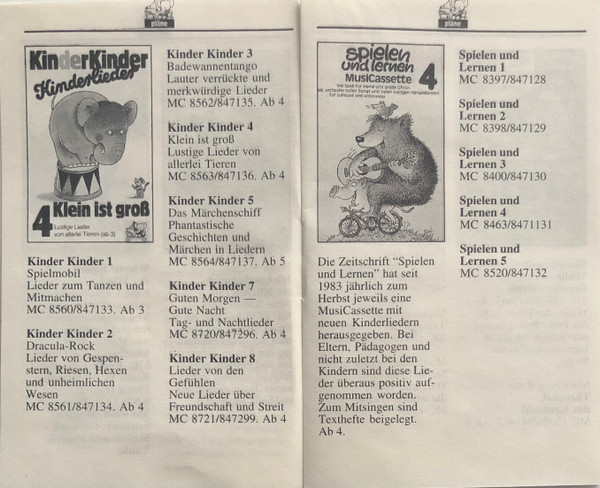 pläne
KinderKinder
Kinderlieder
4 Klein ist groß
Lustige Lieder
von allerlei Tieren (ab 3)
Kinder Kinder 1
Spielmobil
Lieder zum Tanzen und
Mitmachen
MC 8560/847133. Ab 3
Kinder Kinder 2
Dracula-Rock
Lieder von Gespen-
stern, Riesen, Hexen
und unheimlichen
Wesen
MC 8561/847134. Ab 4
Kinder Kinder 3
Badewannentango
Lauter verrückte und
merkwürdige Lieder
MC 8562/847135. Ab 4
Kinder Kinder 4
Klein ist groß
Lustige Lieder von
allerlei Tieren
MC 8563/847136. Ab 4
Kinder Kinder 5
Das Märchenschiff
Phantastische
Geschichten und
Märchen in Liedern
MC 8564/847137. Ab 5
Kinder Kinder 7
Guten Morgen —
Gute Nacht
Tag- und Nachtlieder
MC 8720/847296. Ab 4
Kinder Kinder 8
Lieder von den
Gefühlen
Neue Lieder über
Freundschaft und Streit
MC 8721/847299. Ab 4
pläne
spielen
und lernen
MusiCassette 4
Die Zeitschrift “Spielen
und Lernen” hat seit
1983 jährlich zum
Herbst jeweils eine
MusiCassette mit
neuen Kinderliedern
herausgegeben. Bei
Eltern, Pädagogen und
nicht zuletzt bei den
Kindern sind diese Lie-
der überaus positiv auf-
genommen worden.
Zum Mitsingen sind
Texthefte beigelegt.
Ab 4.
Spielen und
Lernen 1
MC 8397/847128
Spielen und
Lernen 2
MC 8398/847129
Spielen und
Lernen 3
MC 8400/847130
Spielen und
Lernen 4
MC 8463/8471131
Spielen und
Lernen 5
MC 8520/847132